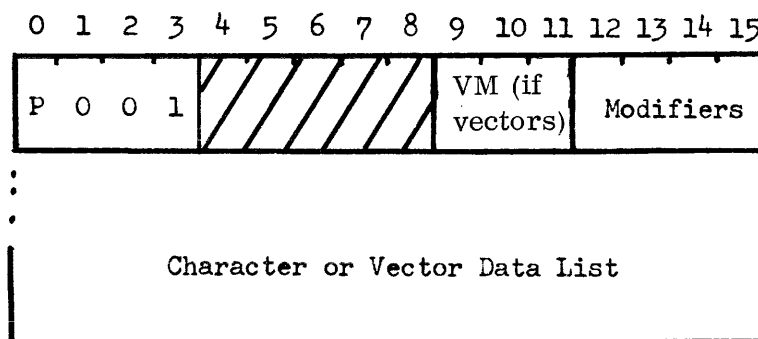 0 1 2 3 4 5 6 7 8 9 10 11 12 13 14 15
P 0 0 1 VM (if vectors) Modifiers
Character or Vector Data List